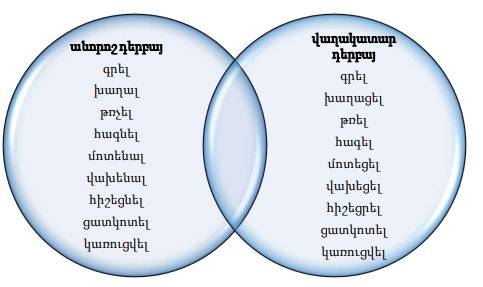 անորոշ դերբայ
գրել
խաղալ
թռչել
հագնել
մոտենալ
վախենալ
հիշեցնել
ցատկոտել
կառուցվել
վաղակատար
դերբայ
գրել
խաղացել
թռել
հագել
մոտեցել
վախեցել
հիշեցրել
ցատկոտել
կառուցվել